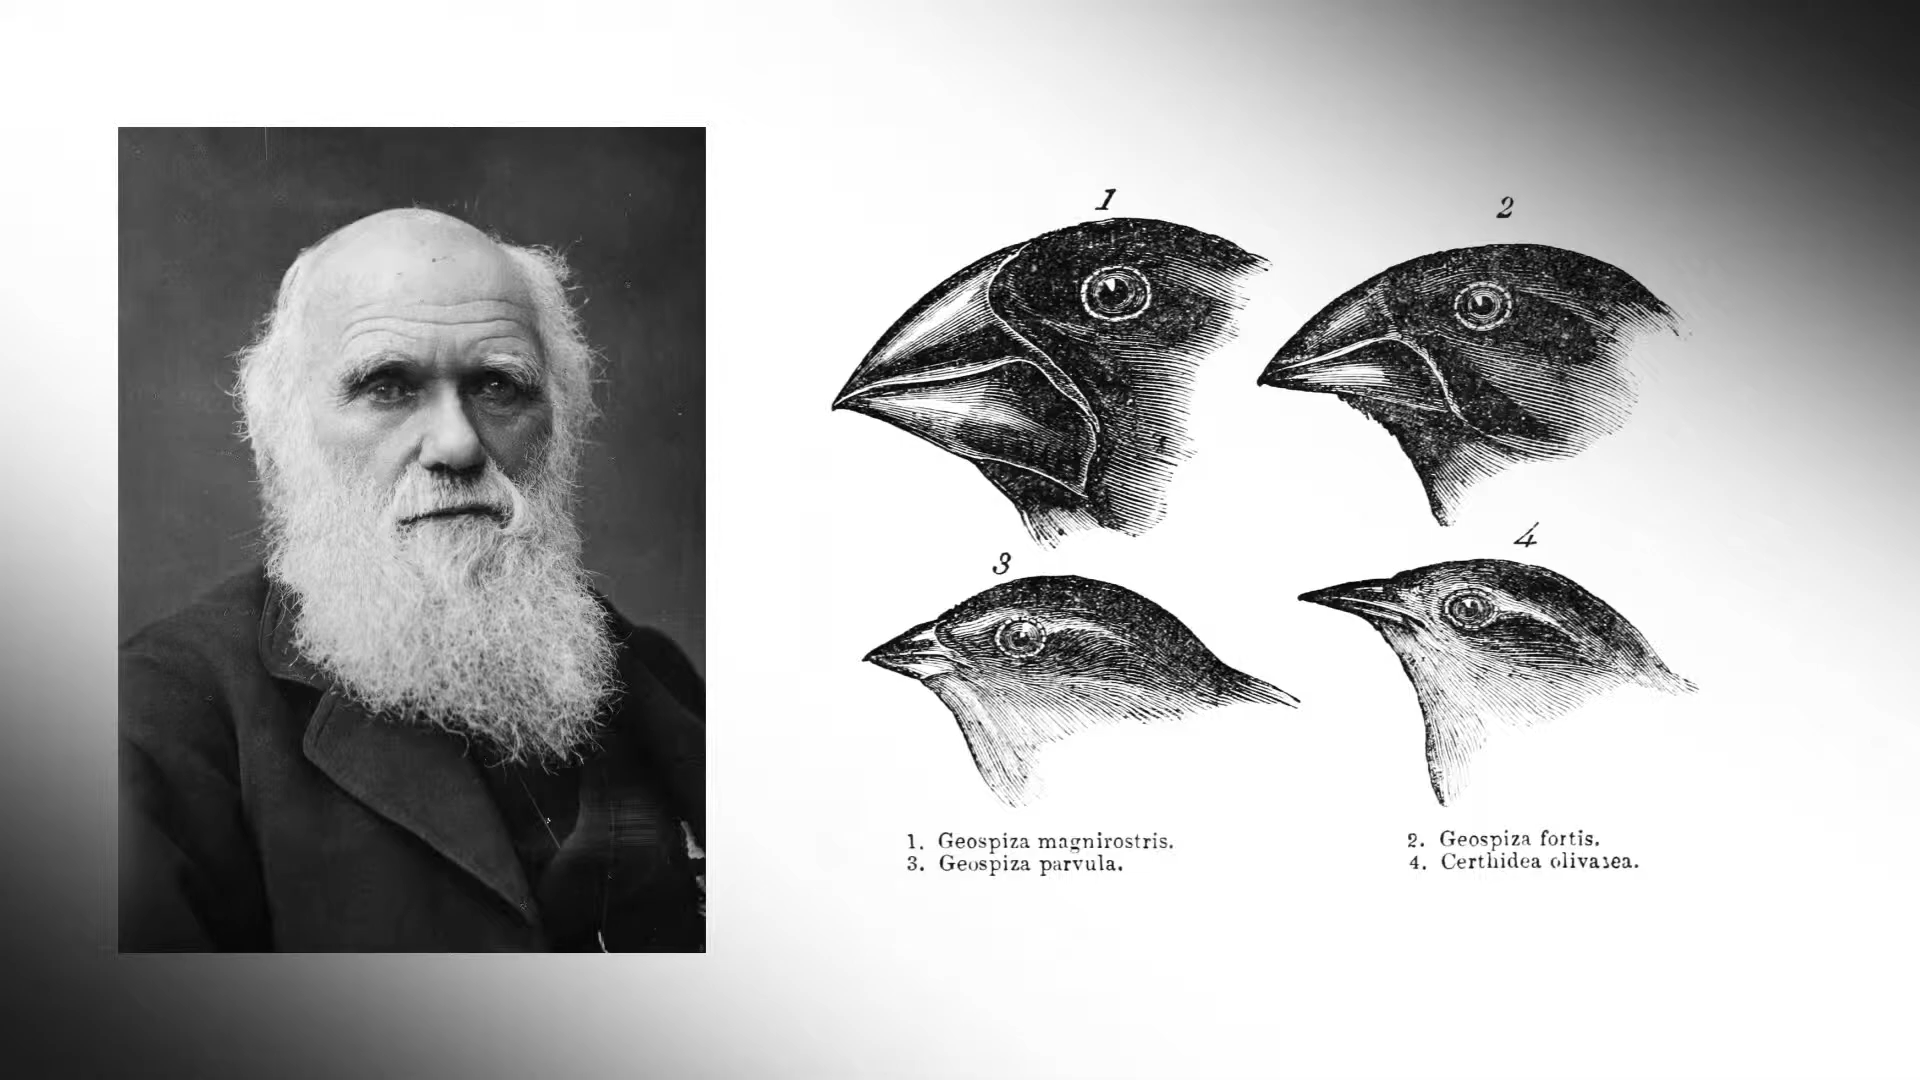 1
2
3
4
1. Geospiza magnirostris.
2. Geospiza fortis.
3. Geospiza parvula.
4. Certhidea olivasea.